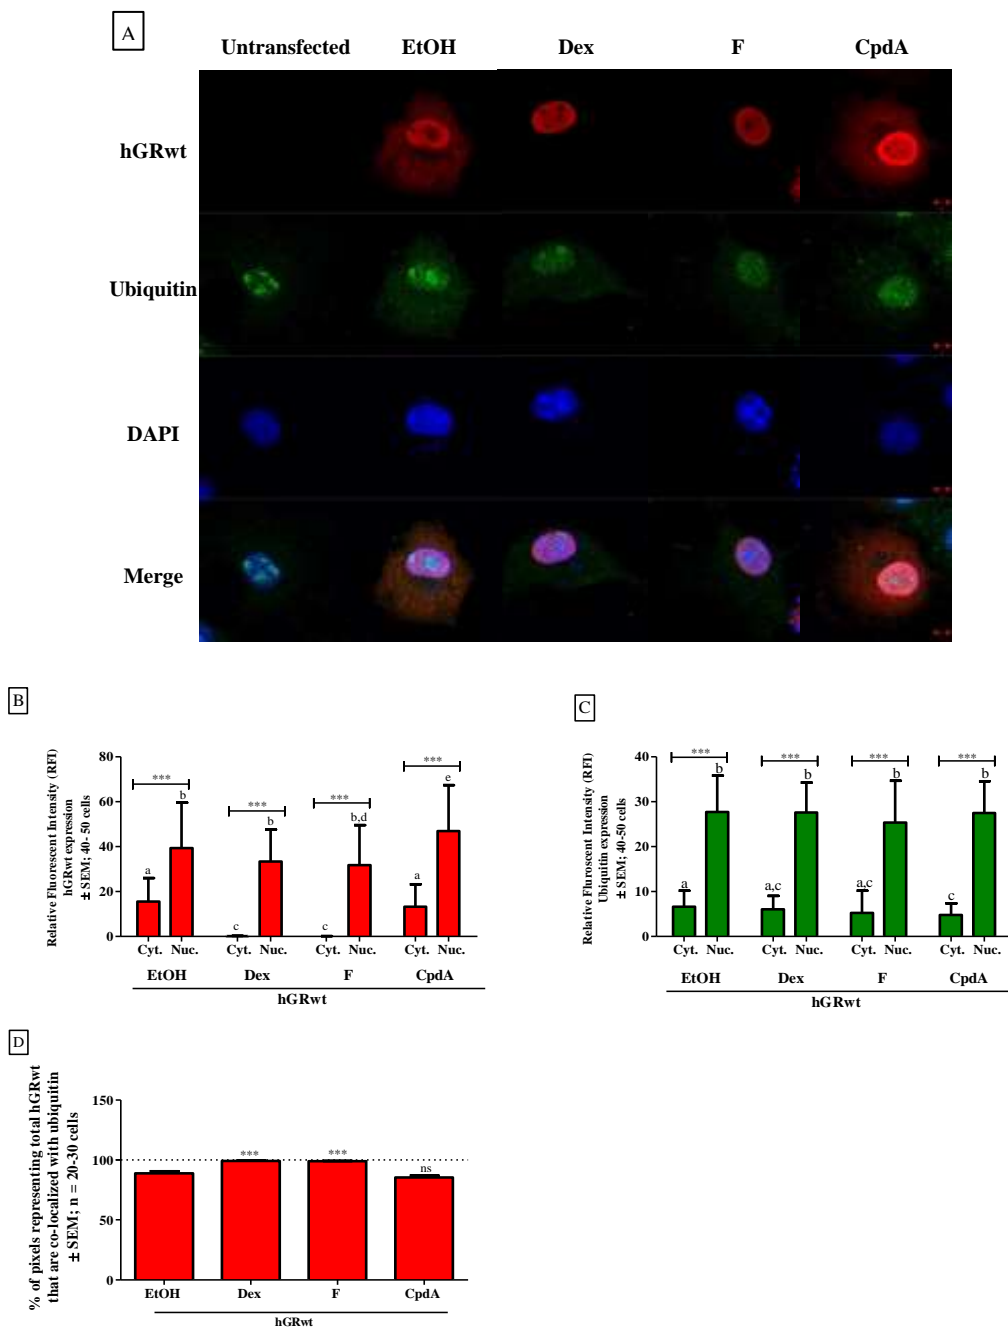 A
Untransfected EtOH Dex F CpdA
hGRwt
Ubiquitin
DAPI
Merge
B
Relative Fluorescent Intensity (RFI)
hGRwt expression
± SEM; 40- 50 cells
80
60
40
20
0
*** *** *** ***
a b c b c b,d a e
Cyt. Nuc. Cyt. Nuc. Cyt. Nuc. Cyt. Nuc.
EtOH Dex F CpdA
hGRwt
C
Relative Fluroscent Intensity (RFI)
Ubiquitin expression
± SEM; 40-50 cells
40
30
20
10
0
*** *** *** ***
a b a,c b a,c b c b
Cyt. Nuc. Cyt. Nuc. Cyt. Nuc. Cyt. Nuc.
EtOH Dex F CpdA
hGRwt
D
% of pixels representing total hGRwt
that are co-localized with ubiquitin
± SEM; n = 20-30 cells
150
100
50
0
*** *** ns
EtOH Dex F CpdA
hGRwt